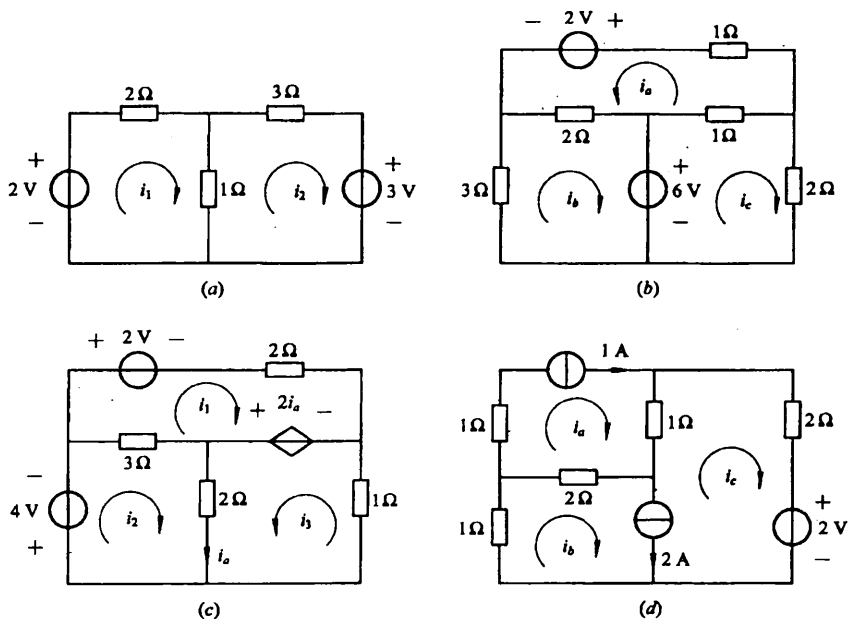 2Ω 3Ω
+ 2 V − i₁ 1Ω i₂ + 3 V −
(a)
− 2 V + 1Ω
iₐ
2Ω 1Ω
3Ω i_b + 6 V − i_c 2Ω
(b)
+ 2 V − 2Ω
i₁ + 2iₐ −
3Ω
− 4 V + i₂ 2Ω i₃ 1Ω
iₐ
(c)
1 A
1Ω iₐ 1Ω 2Ω
2Ω i_c
1Ω i_b + 2 V −
2 A
(d)